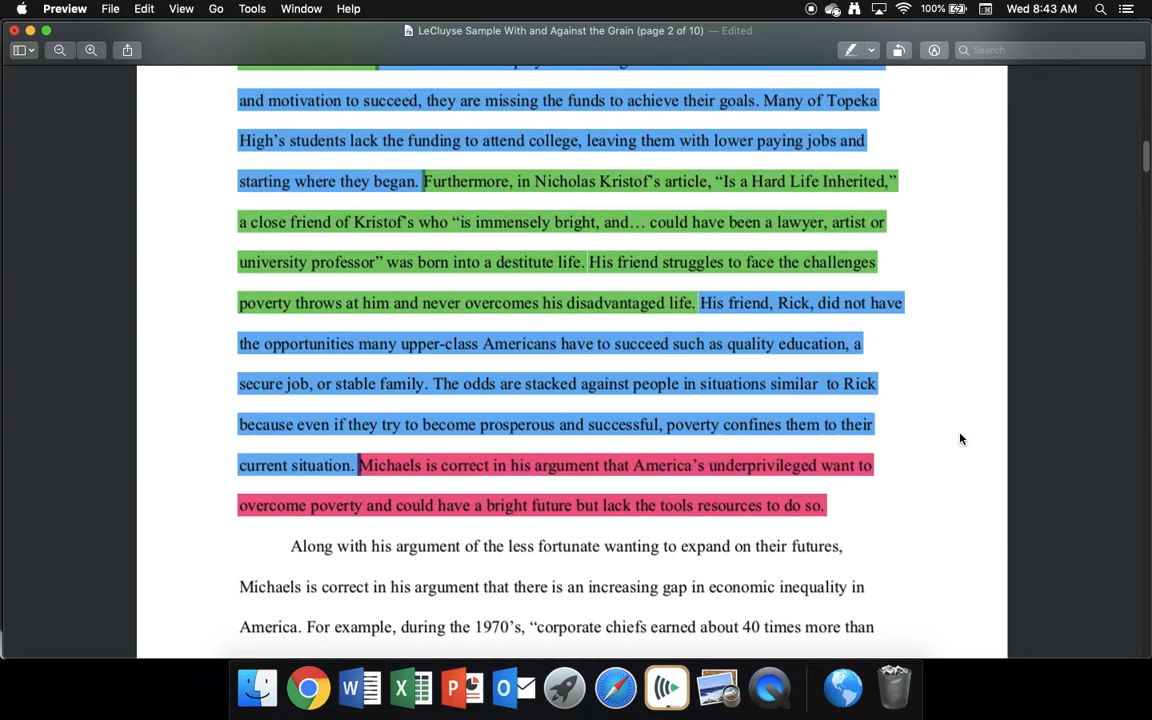 Preview File Edit View Go Tools Window Help 100% Wed 8:43 AM
LeCluyse Sample With and Against the Grain (page 2 of 10) — Edited
Search
and motivation to succeed, they are missing the funds to achieve their goals. Many of Topeka
High’s students lack the funding to attend college, leaving them with lower paying jobs and
starting where they began. Furthermore, in Nicholas Kristof’s article, “Is a Hard Life Inherited,”
a close friend of Kristof’s who “is immensely bright, and… could have been a lawyer, artist or
university professor” was born into a destitute life. His friend struggles to face the challenges
poverty throws at him and never overcomes his disadvantaged life. His friend, Rick, did not have
the opportunities many upper-class Americans have to succeed such as quality education, a
secure job, or stable family. The odds are stacked against people in situations similar  to Rick
because even if they try to become prosperous and successful, poverty confines them to their
current situation. Michaels is correct in his argument that America’s underprivileged want to
overcome poverty and could have a bright future but lack the tools resources to do so.
Along with his argument of the less fortunate wanting to expand on their futures,
Michaels is correct in his argument that there is an increasing gap in economic inequality in
America. For example, during the 1970’s, “corporate chiefs earned about 40 times more than